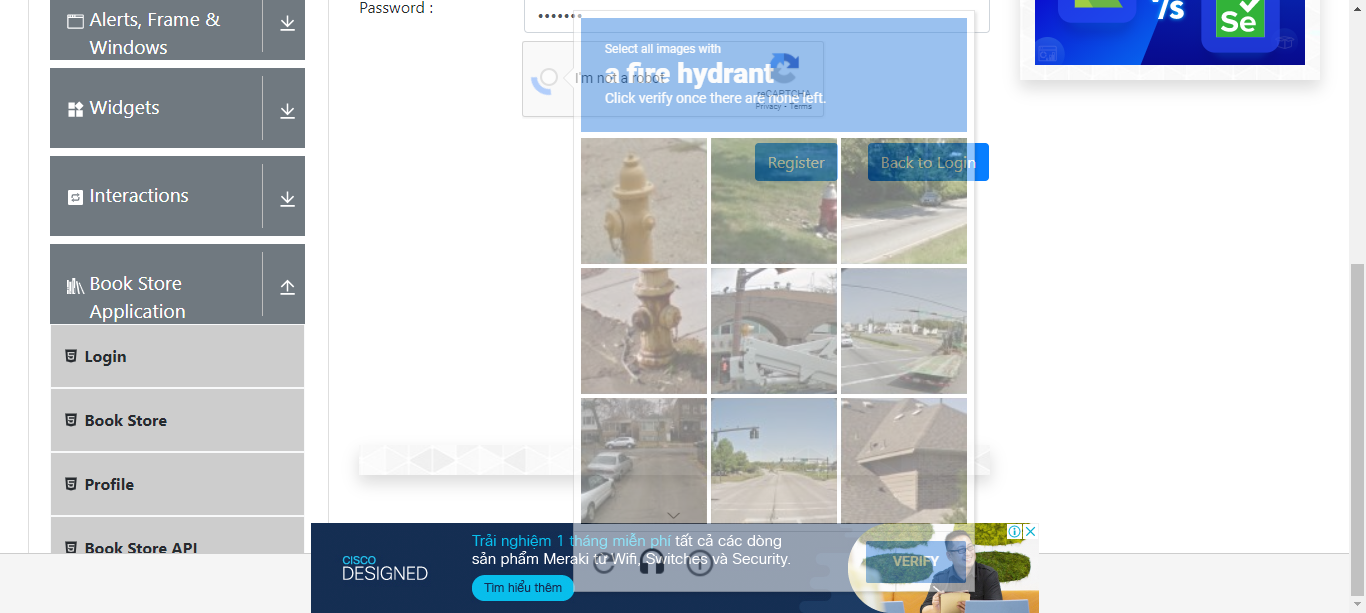 Alerts, Frame &
Windows
Widgets
Interactions
Book Store
Application
Login
Book Store
Profile
Book Store API
Password :
•••••••
I'm not a robot
reCAPTCHA
Privacy - Terms
Select all images with
a fire hydrant
Click verify once there are none left.
Register
Back to Login
VERIFY
CISCO
DESIGNED
Trải nghiệm 1 tháng miễn phí tất cả các dòng
sản phẩm Meraki từ Wifi, Switches và Security.
Tìm hiểu thêm
Se